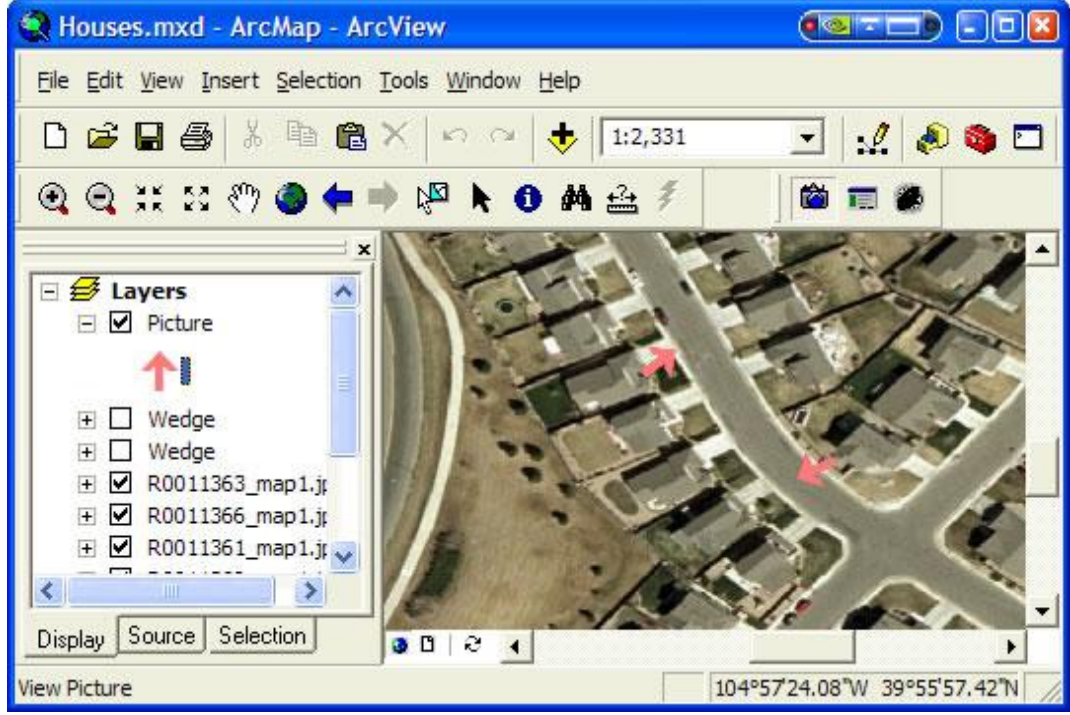 Houses.mxd - ArcMap - ArcView
File Edit View Insert Selection Tools Window Help
1:2,331
Layers
Picture
Wedge
Wedge
R0011363_map1.jp
R0011366_map1.jp
R0011361_map1.jp
Display Source Selection
View Picture 104°57'24.08"W 39°55'57.42"N